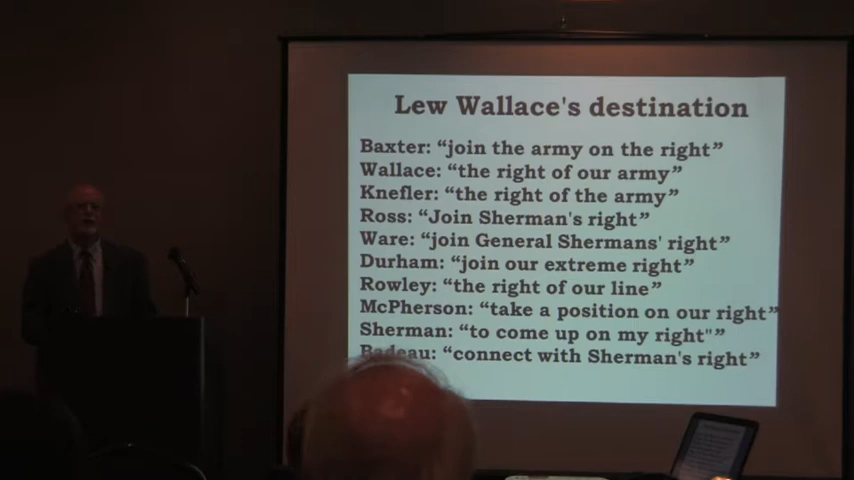 Lew Wallace's destination
Baxter: “join the army on the right”
Wallace: “the right of our army”
Knefler: “the right of the army”
Ross: “Join Sherman's right”
Ware: “join General Shermans' right”
Durham: “join our extreme right”
Rowley: “the right of our line”
McPherson: “take a position on our right”
Sherman: “to come up on my right"”
Badeau: “connect with Sherman's right”